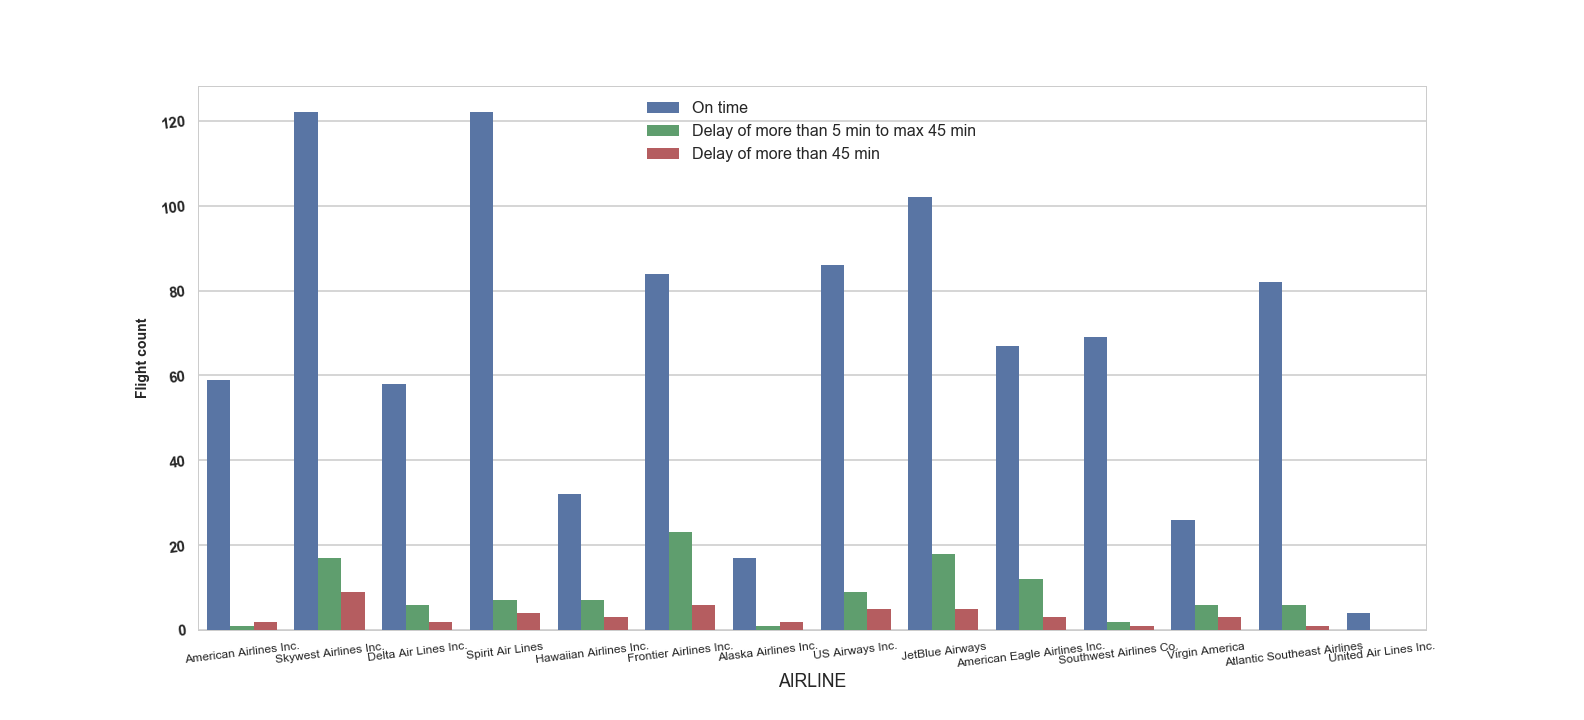 On time
Delay of more than 5 min to max 45 min
Delay of more than 45 min
120
100
80
60
40
20
0
Flight count
American Airlines Inc.
Skywest Airlines Inc.
Delta Air Lines Inc.
Spirit Air Lines
Hawaiian Airlines Inc.
Frontier Airlines Inc.
Alaska Airlines Inc.
US Airways Inc.
JetBlue Airways
American Eagle Airlines Inc.
Southwest Airlines Co.
Virgin America
Atlantic Southeast Airlines
United Air Lines Inc.
AIRLINE